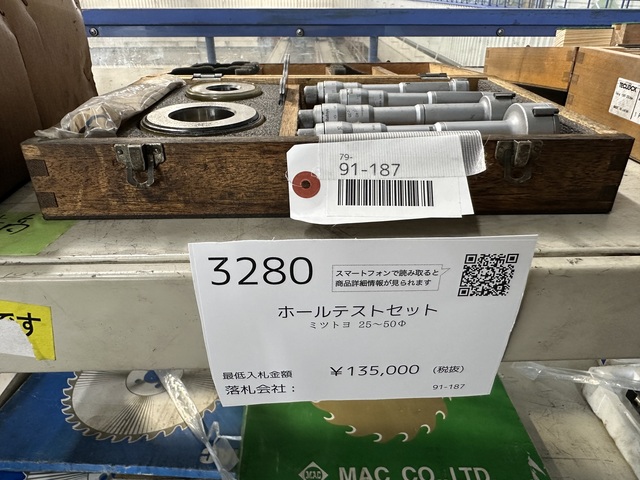 79-
91-187
3280
スマートフォンで読み取ると
商品詳細情報が見られます
ホールテストセット
ミツトヨ 25～50Φ
最低入札金額 ￥135,000 (税抜)
落札会社：
91-187
です
MAC
MAC CO.,LTD